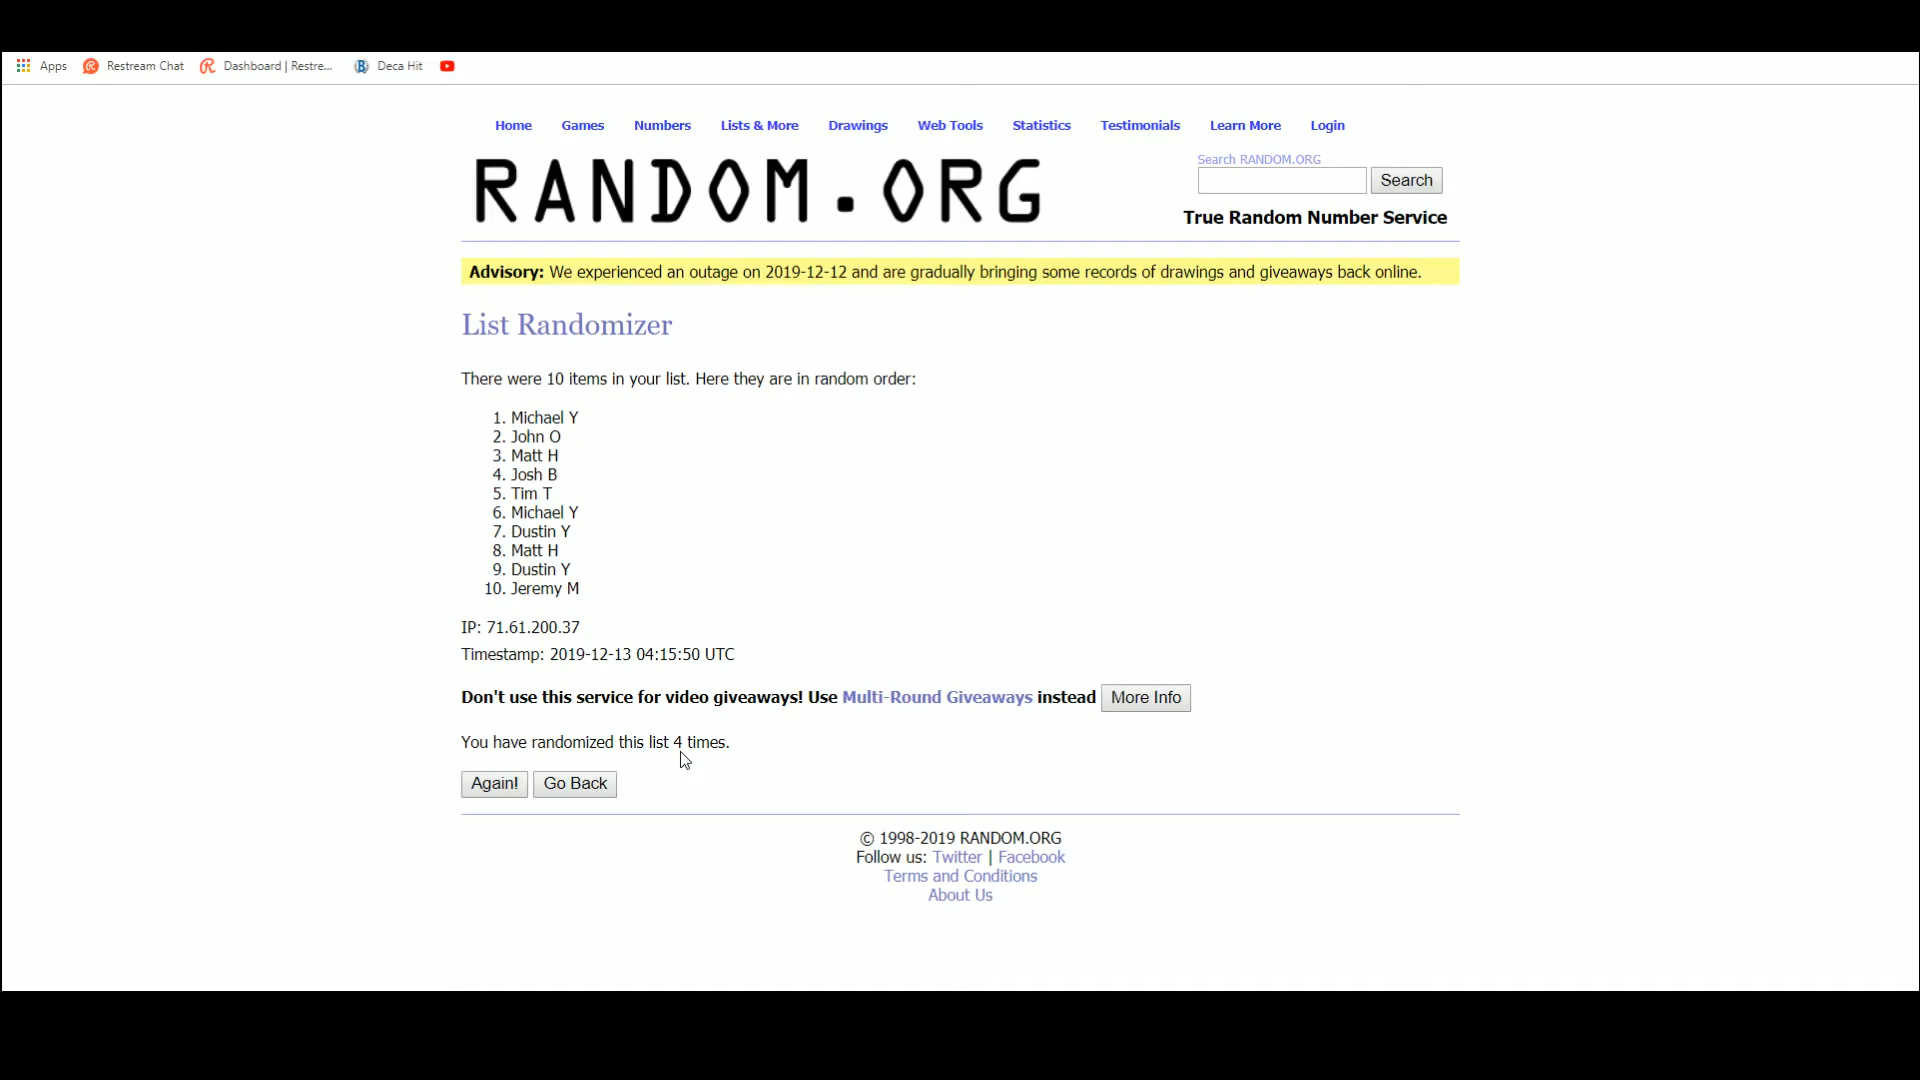 Apps Restream Chat Dashboard | Restre... Deca Hit
Home Games Numbers Lists & More Drawings Web Tools Statistics Testimonials Learn More Login
RANDOM.ORG
Search RANDOM.ORG
Search
True Random Number Service
Advisory: We experienced an outage on 2019-12-12 and are gradually bringing some records of drawings and giveaways back online.
List Randomizer
There were 10 items in your list. Here they are in random order:
1. Michael Y
2. John O
3. Matt H
4. Josh B
5. Tim T
6. Michael Y
7. Dustin Y
8. Matt H
9. Dustin Y
10. Jeremy M
IP: 71.61.200.37
Timestamp: 2019-12-13 04:15:50 UTC
Don't use this service for video giveaways! Use Multi-Round Giveaways instead More Info
You have randomized this list 4 times.
Again! Go Back
© 1998-2019 RANDOM.ORG
Follow us: Twitter | Facebook
Terms and Conditions
About Us